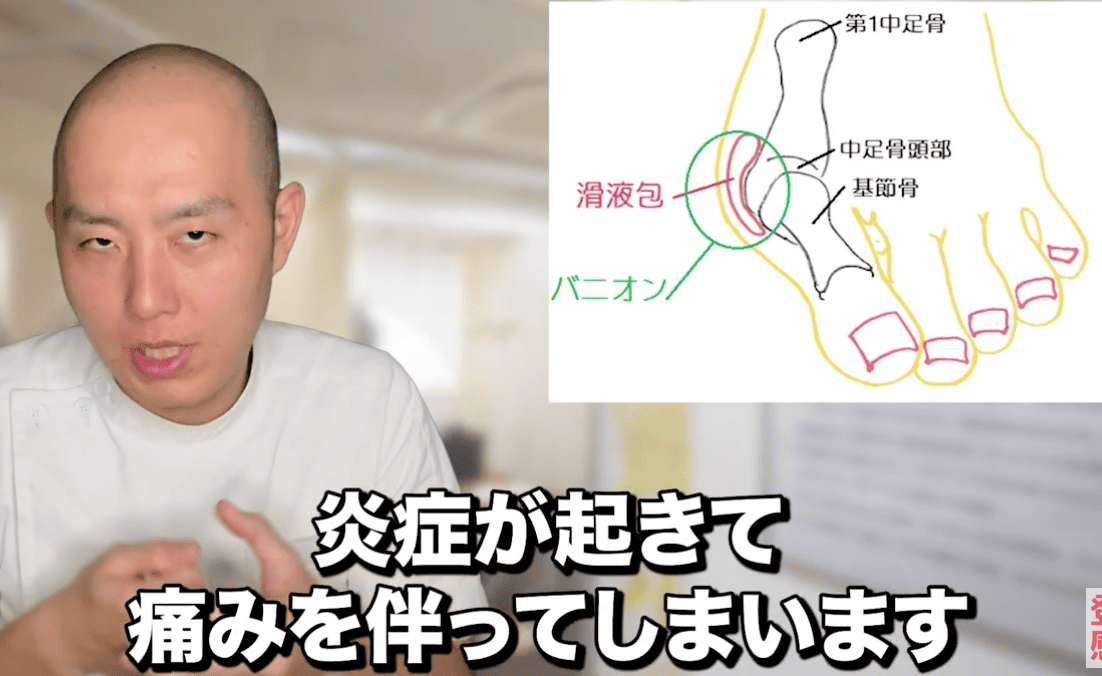 第1中足骨
中足骨頭部
基節骨
滑液包
バニオン
炎症が起きて
痛みを伴ってしまいます